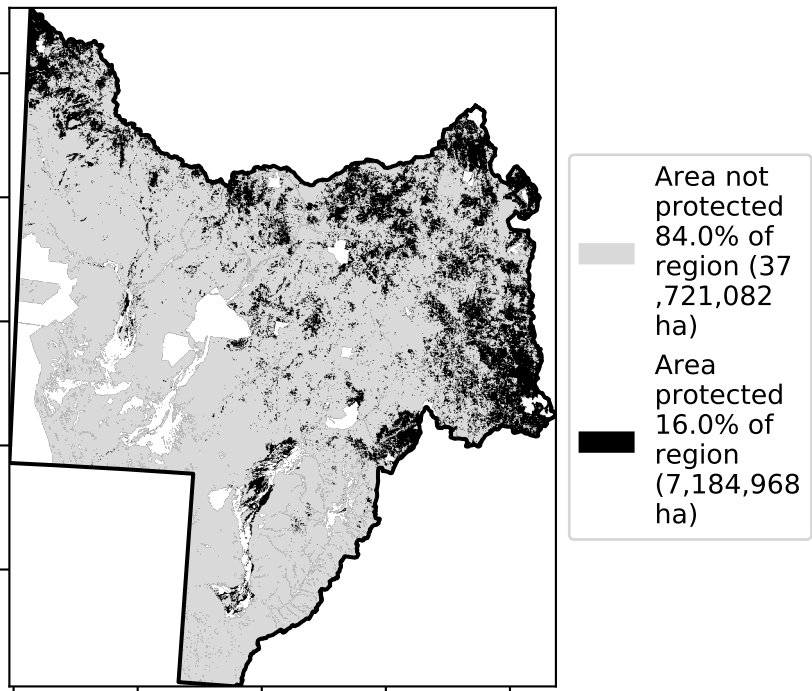 Area not
protected
84.0% of
region (37
,721,082
ha)
Area
protected
16.0% of
region
(7,184,968
ha)